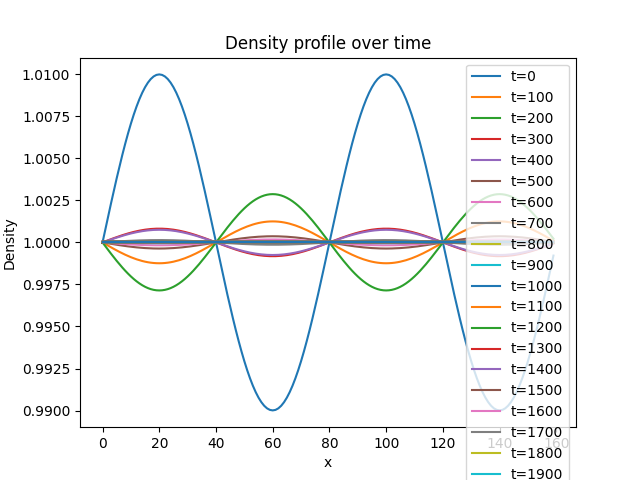 Density profile over time
Density
1.0100
1.0075
1.0050
1.0025
1.0000
0.9975
0.9950
0.9925
0.9900
0 20 40 60 80 100 120 140 160
x
t=0
t=100
t=200
t=300
t=400
t=500
t=600
t=700
t=800
t=900
t=1000
t=1100
t=1200
t=1300
t=1400
t=1500
t=1600
t=1700
t=1800
t=1900